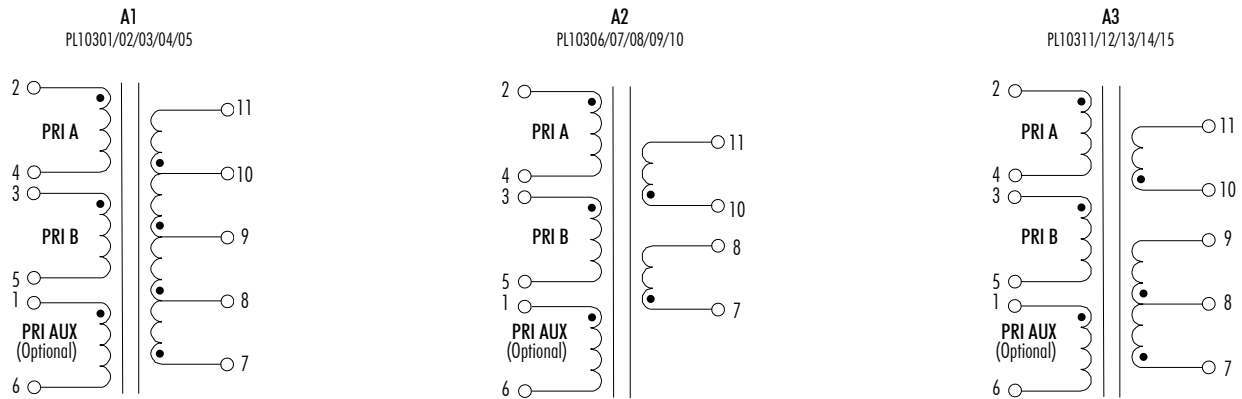 A1
PL10301/02/03/04/05
2
PRI A
4
3
PRI B
5
1
PRI AUX
(Optional)
6
11
10
9
8
7
A2
PL10306/07/08/09/10
2
PRI A
4
3
PRI B
5
1
PRI AUX
(Optional)
6
11
10
8
7
A3
PL10311/12/13/14/15
2
PRI A
4
3
PRI B
5
1
PRI AUX
(Optional)
6
11
10
9
8
7